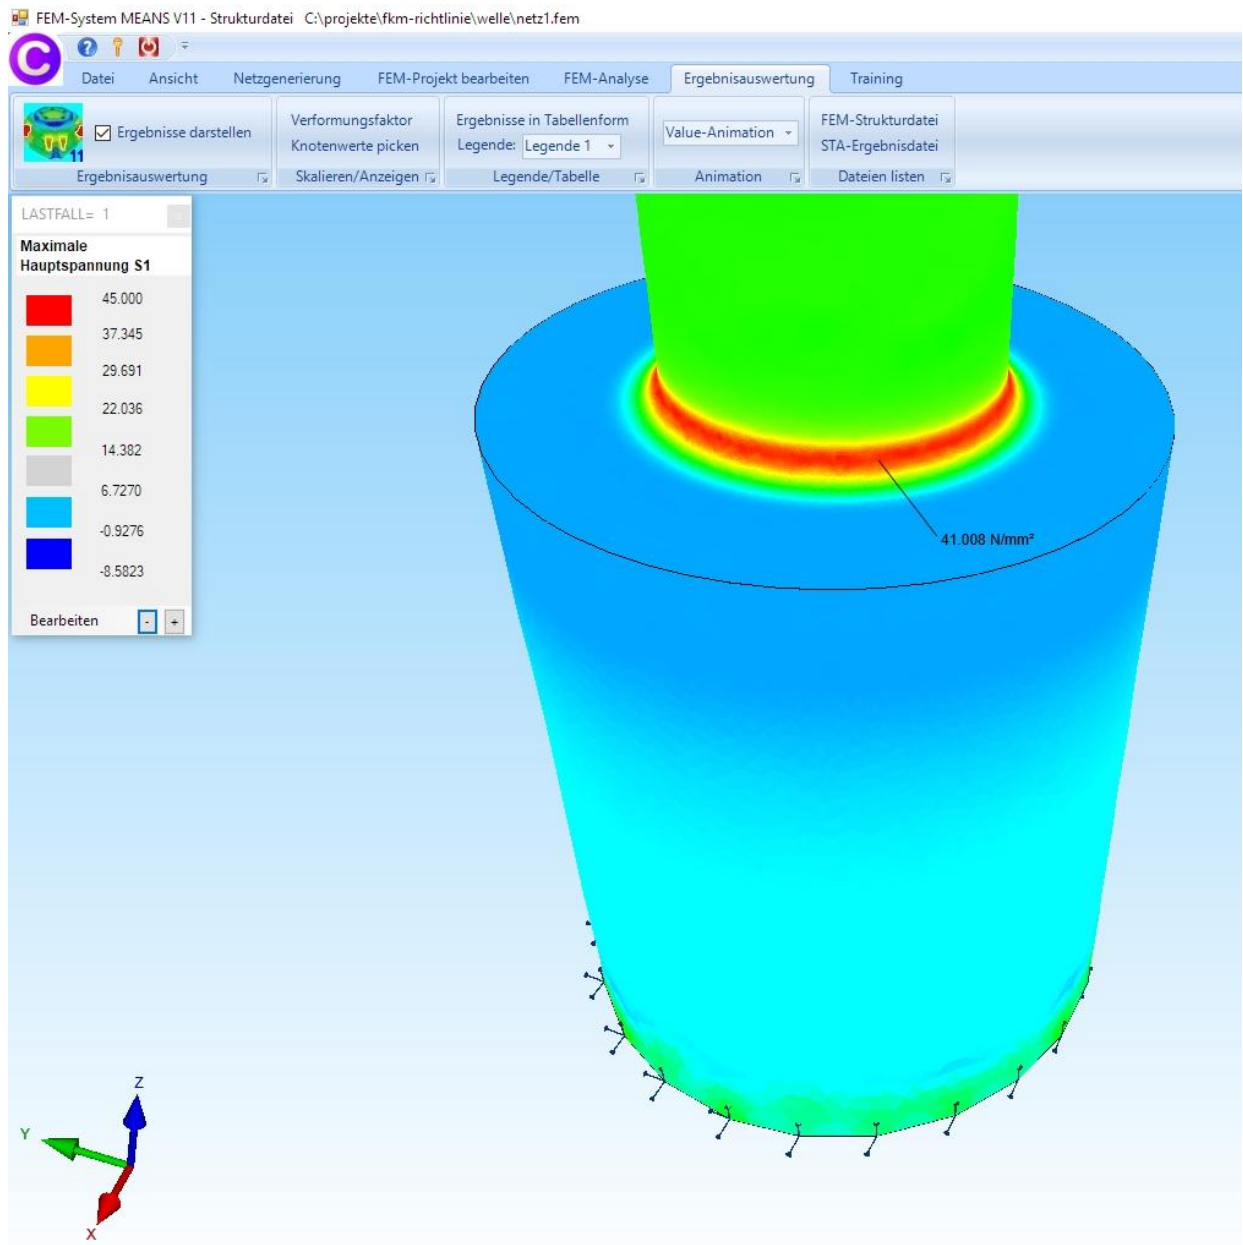 FEM-System MEANS V11 - Strukturdatei C:\projekte\fkm-richtlinie\welle\netz1.fem
Datei Ansicht Netzgenerierung FEM-Projekt bearbeiten FEM-Analyse Ergebnisauswertung Training
11
Ergebnisse darstellen
Ergebnisauswertung
Verformungsfaktor
Knotenwerte picken
Skalieren/Anzeigen
Ergebnisse in Tabellenform
Legende: Legende 1
Legende/Tabelle
Value-Animation
Animation
FEM-Strukturdatei
STA-Ergebnisdatei
Dateien listen
LASTFALL= 1
Maximale
Hauptspannung S1
45.000
37.345
29.691
22.036
14.382
6.7270
-0.9276
-8.5823
Bearbeiten - +
41.008 N/mm²
Z
Y
X